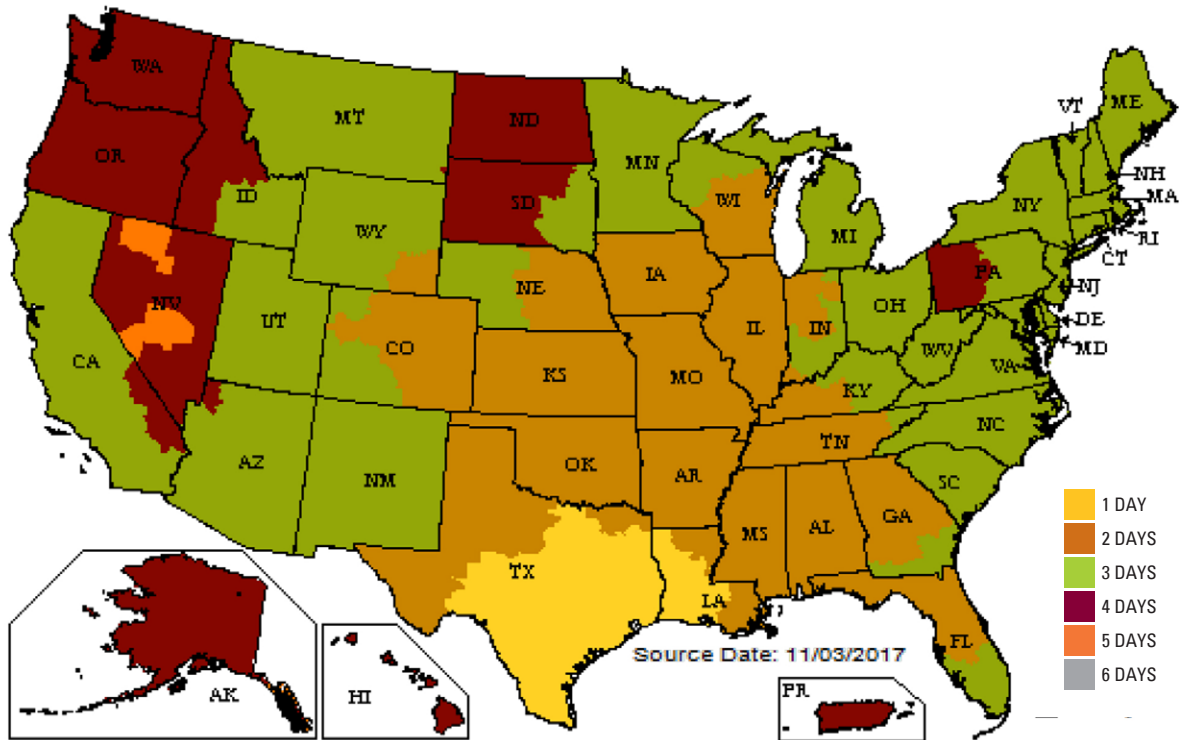 WA
MT
ND
MN
VT
ME
OR
ID
SD
WI
NH
MA
NY
MI
WY
RI
CT
IA
NE
PA
NJ
NV
UT
CO
IL
IN
OH
DE
MD
WV
VA
CA
KS
MO
KY
NC
TN
AZ
NM
OK
AR
SC
MS
AL
GA
TX
LA
FL
1 DAY
2 DAYS
3 DAYS
4 DAYS
5 DAYS
6 DAYS
Source Date: 11/03/2017
AK
HI
PR